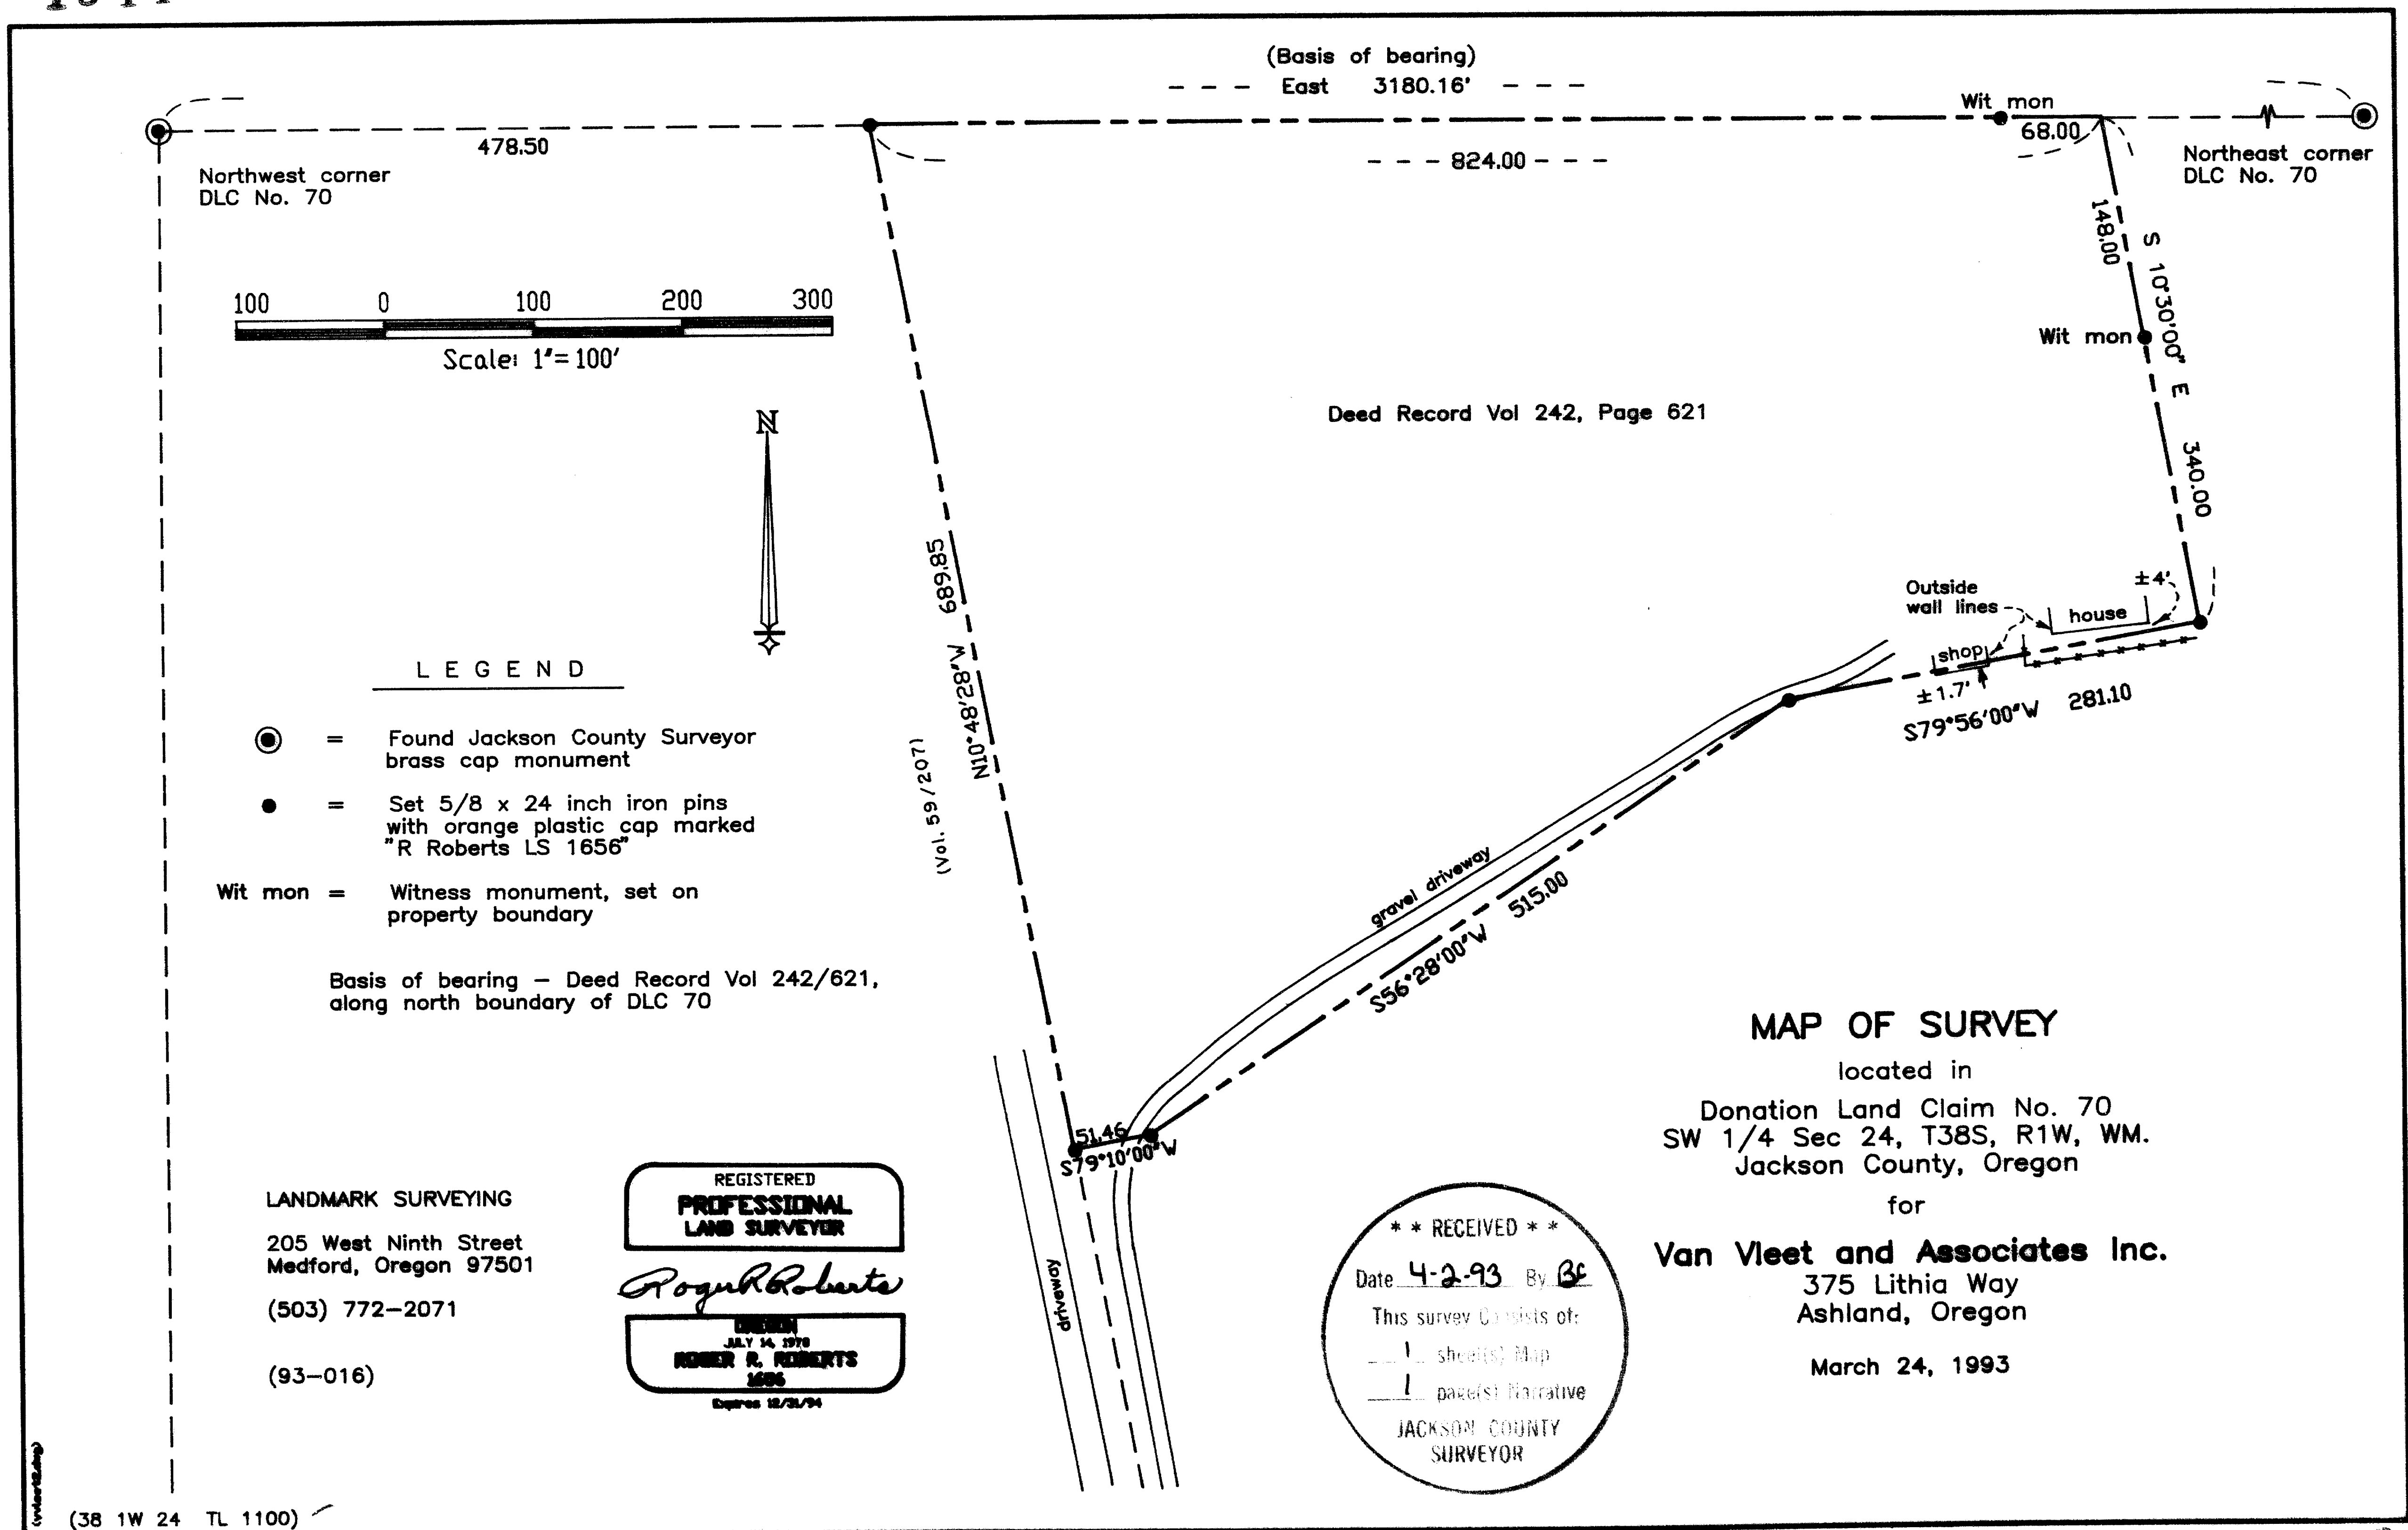 (Basis of bearing)
— — — East 3180.16' — — —
Wit mon
68.00
478.50
— — — 824.00 — — —
Northwest corner
DLC No. 70
Northeast corner
DLC No. 70
148.00
S 10°30'00" E
340.00
Wit mon
100 0 100 200 300
Scale: 1"=100'
N
Deed Record Vol 242, Page 621
N10°48'28"W 689.85
(Vol. 59 / 207)
Outside
wall lines
house
±4'
shop
±1.7'
S79°56'00"W 281.10
LEGEND
= Found Jackson County Surveyor
brass cap monument
= Set 5/8 x 24 inch iron pins
with orange plastic cap marked
"R Roberts LS 1656"
Wit mon = Witness monument, set on
property boundary
Basis of bearing — Deed Record Vol 242/621,
along north boundary of DLC 70
gravel driveway
S56°28'00"W 515.00
51.46
S79°10'00"W
driveway
MAP OF SURVEY
located in
Donation Land Claim No. 70
SW 1/4 Sec 24, T38S, R1W, WM.
Jackson County, Oregon
for
Van Vleet and Associates Inc.
375 Lithia Way
Ashland, Oregon
March 24, 1993
LANDMARK SURVEYING
205 West Ninth Street
Medford, Oregon 97501
(503) 772-2071
(93-016)
REGISTERED
PROFESSIONAL
LAND SURVEYOR
Roger R Roberts
OREGON
JULY 14, 1978
ROGER R. ROBERTS
Expires 12/31/94
* * RECEIVED * *
Date 4-2-93 By BC
This survey Consists of:
1 sheet(s) Map
1 page(s) Narrative
JACKSON COUNTY
SURVEYOR
(38 1W 24 TL 1100)